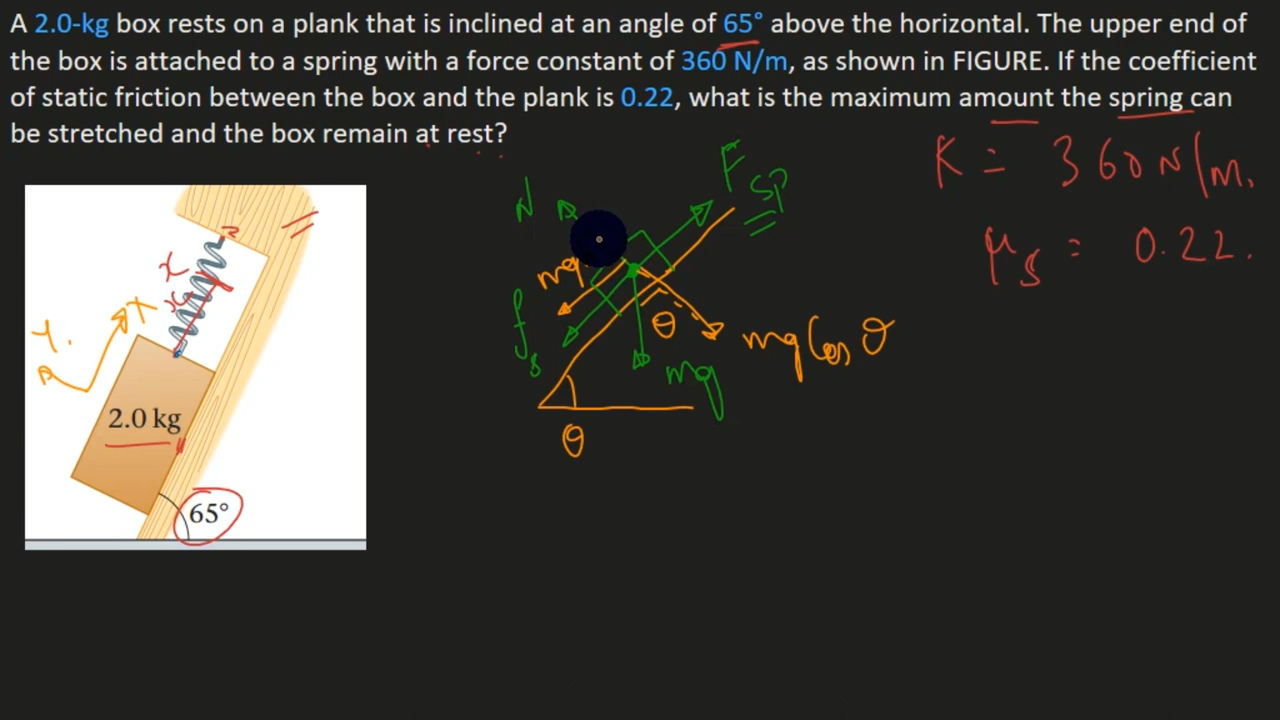 A 2.0-kg box rests on a plank that is inclined at an angle of 65° above the horizontal. The upper end of
the box is attached to a spring with a force constant of 360 N/m, as shown in FIGURE. If the coefficient
of static friction between the box and the plank is 0.22, what is the maximum amount the spring can
be stretched and the box remain at rest?
K = 360 N/m.
μs = 0.22.
N
Fsp
x
x
Y.
X
mg
fs
θ
mg Cos θ
mg
θ
2.0 kg
65°